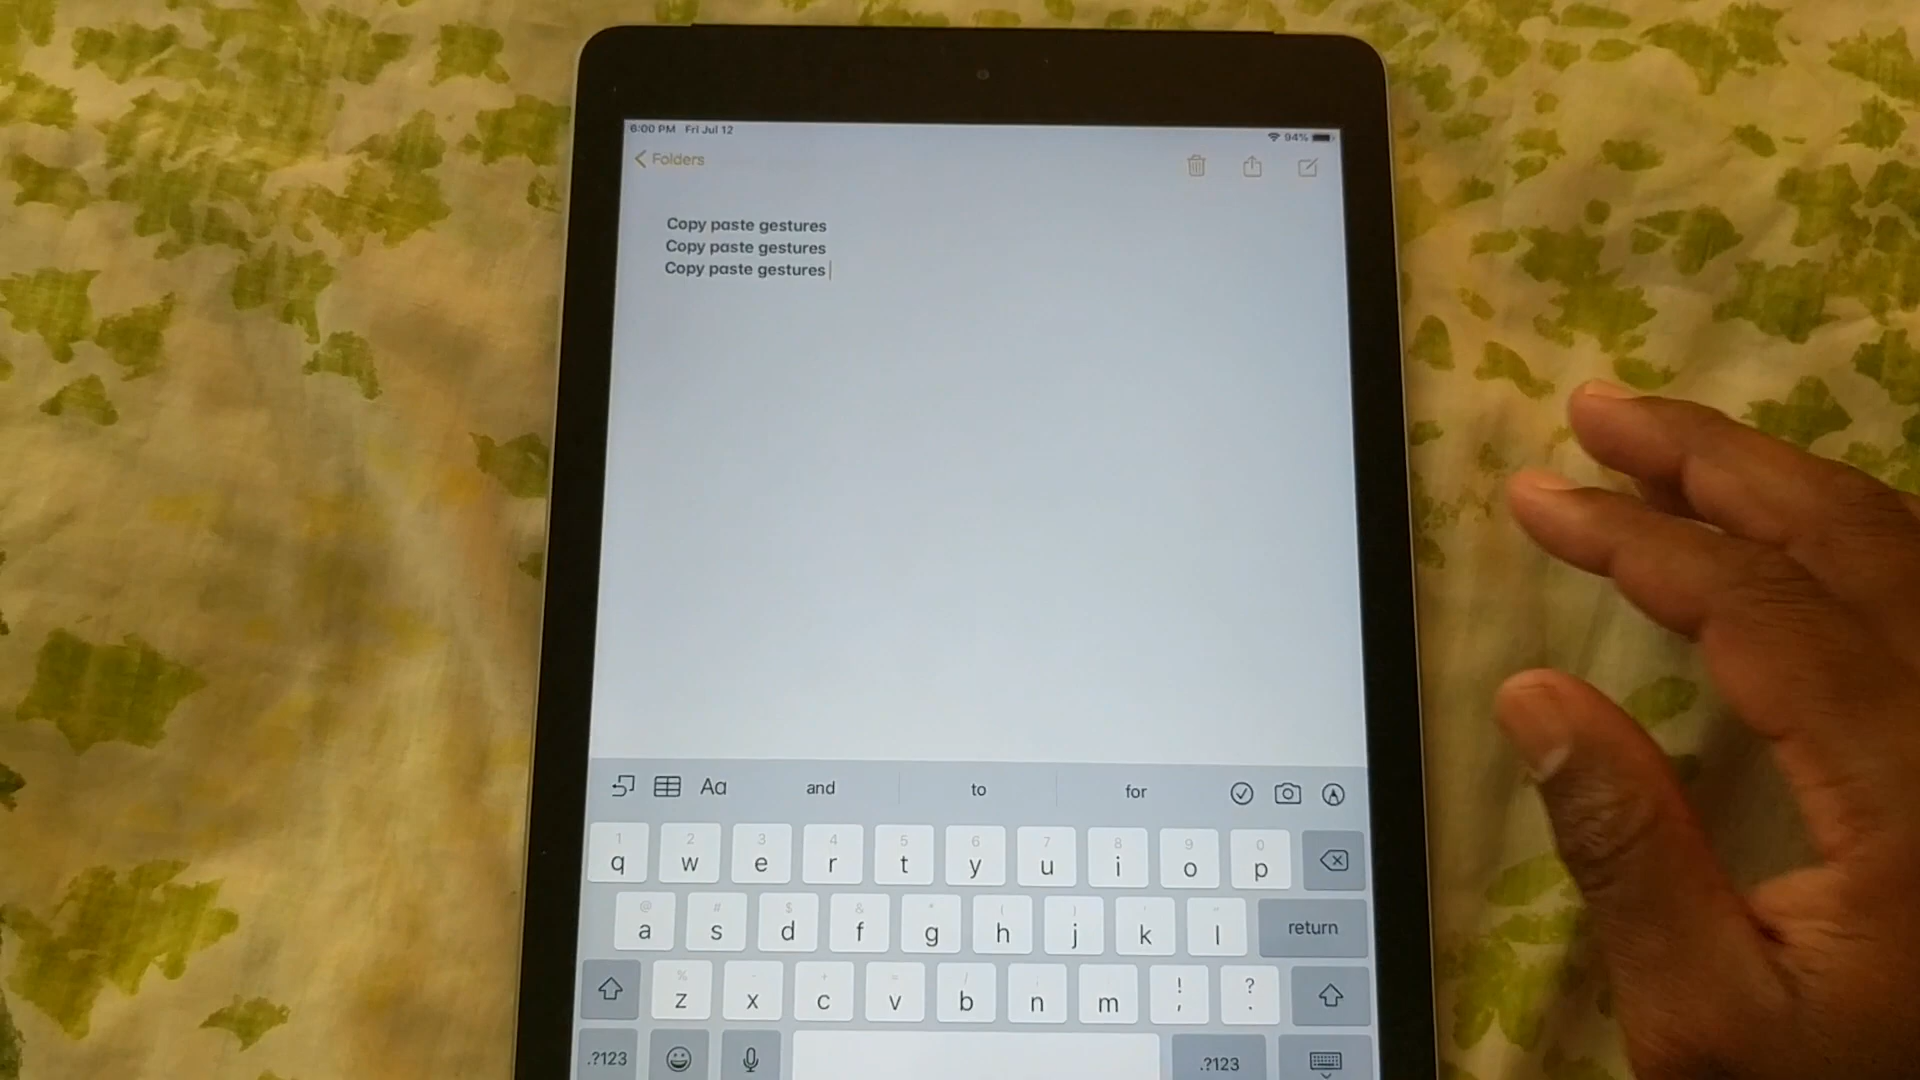 6:00 PM Fri Jul 12 94%
Folders
Copy paste gestures
Copy paste gestures
Copy paste gestures
Aa and to for
1 2 3 4 5 6 7 8 9 0
q w e r t y u i o p
@ # $ & * ( ) ' "
a s d f g h j k l return
% - + = / ; : ! ?
z x c v b n m , .
.?123 .?123